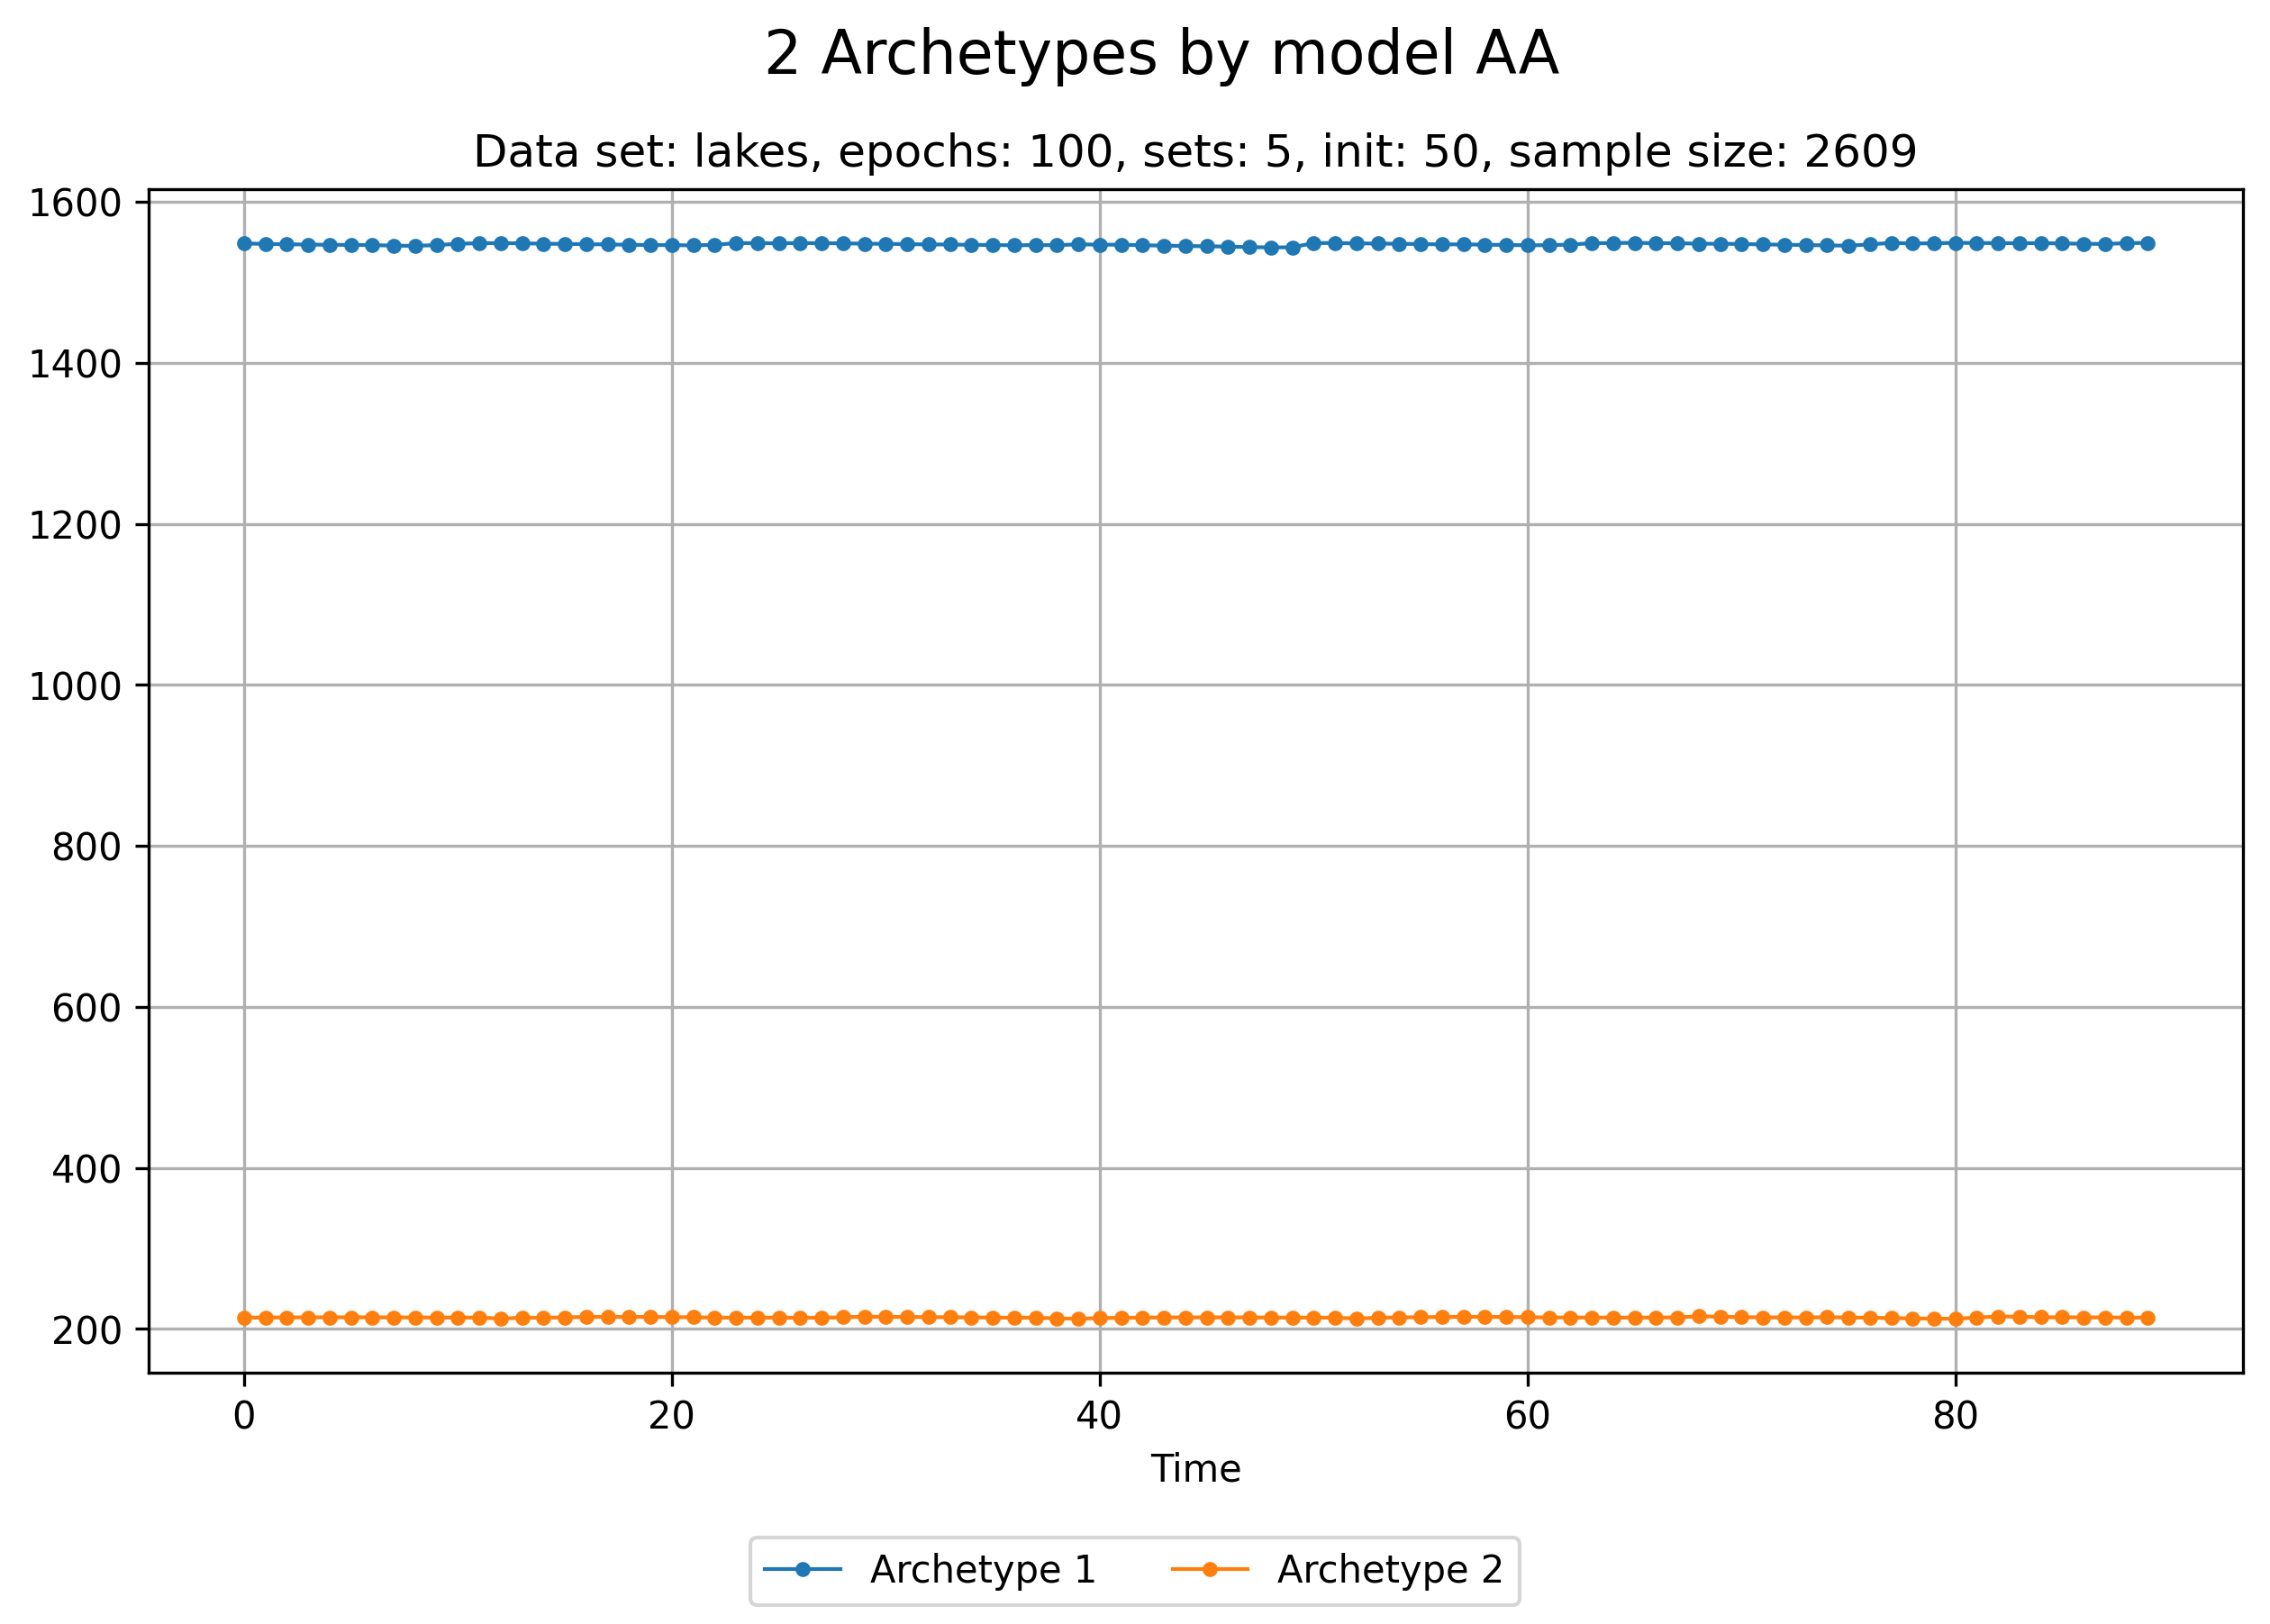 2 Archetypes by model AA
Data set: lakes, epochs: 100, sets: 5, init: 50, sample size: 2609
1600
1400
1200
1000
800
600
400
200
0 20 40 60 80
Time
Archetype 1 Archetype 2